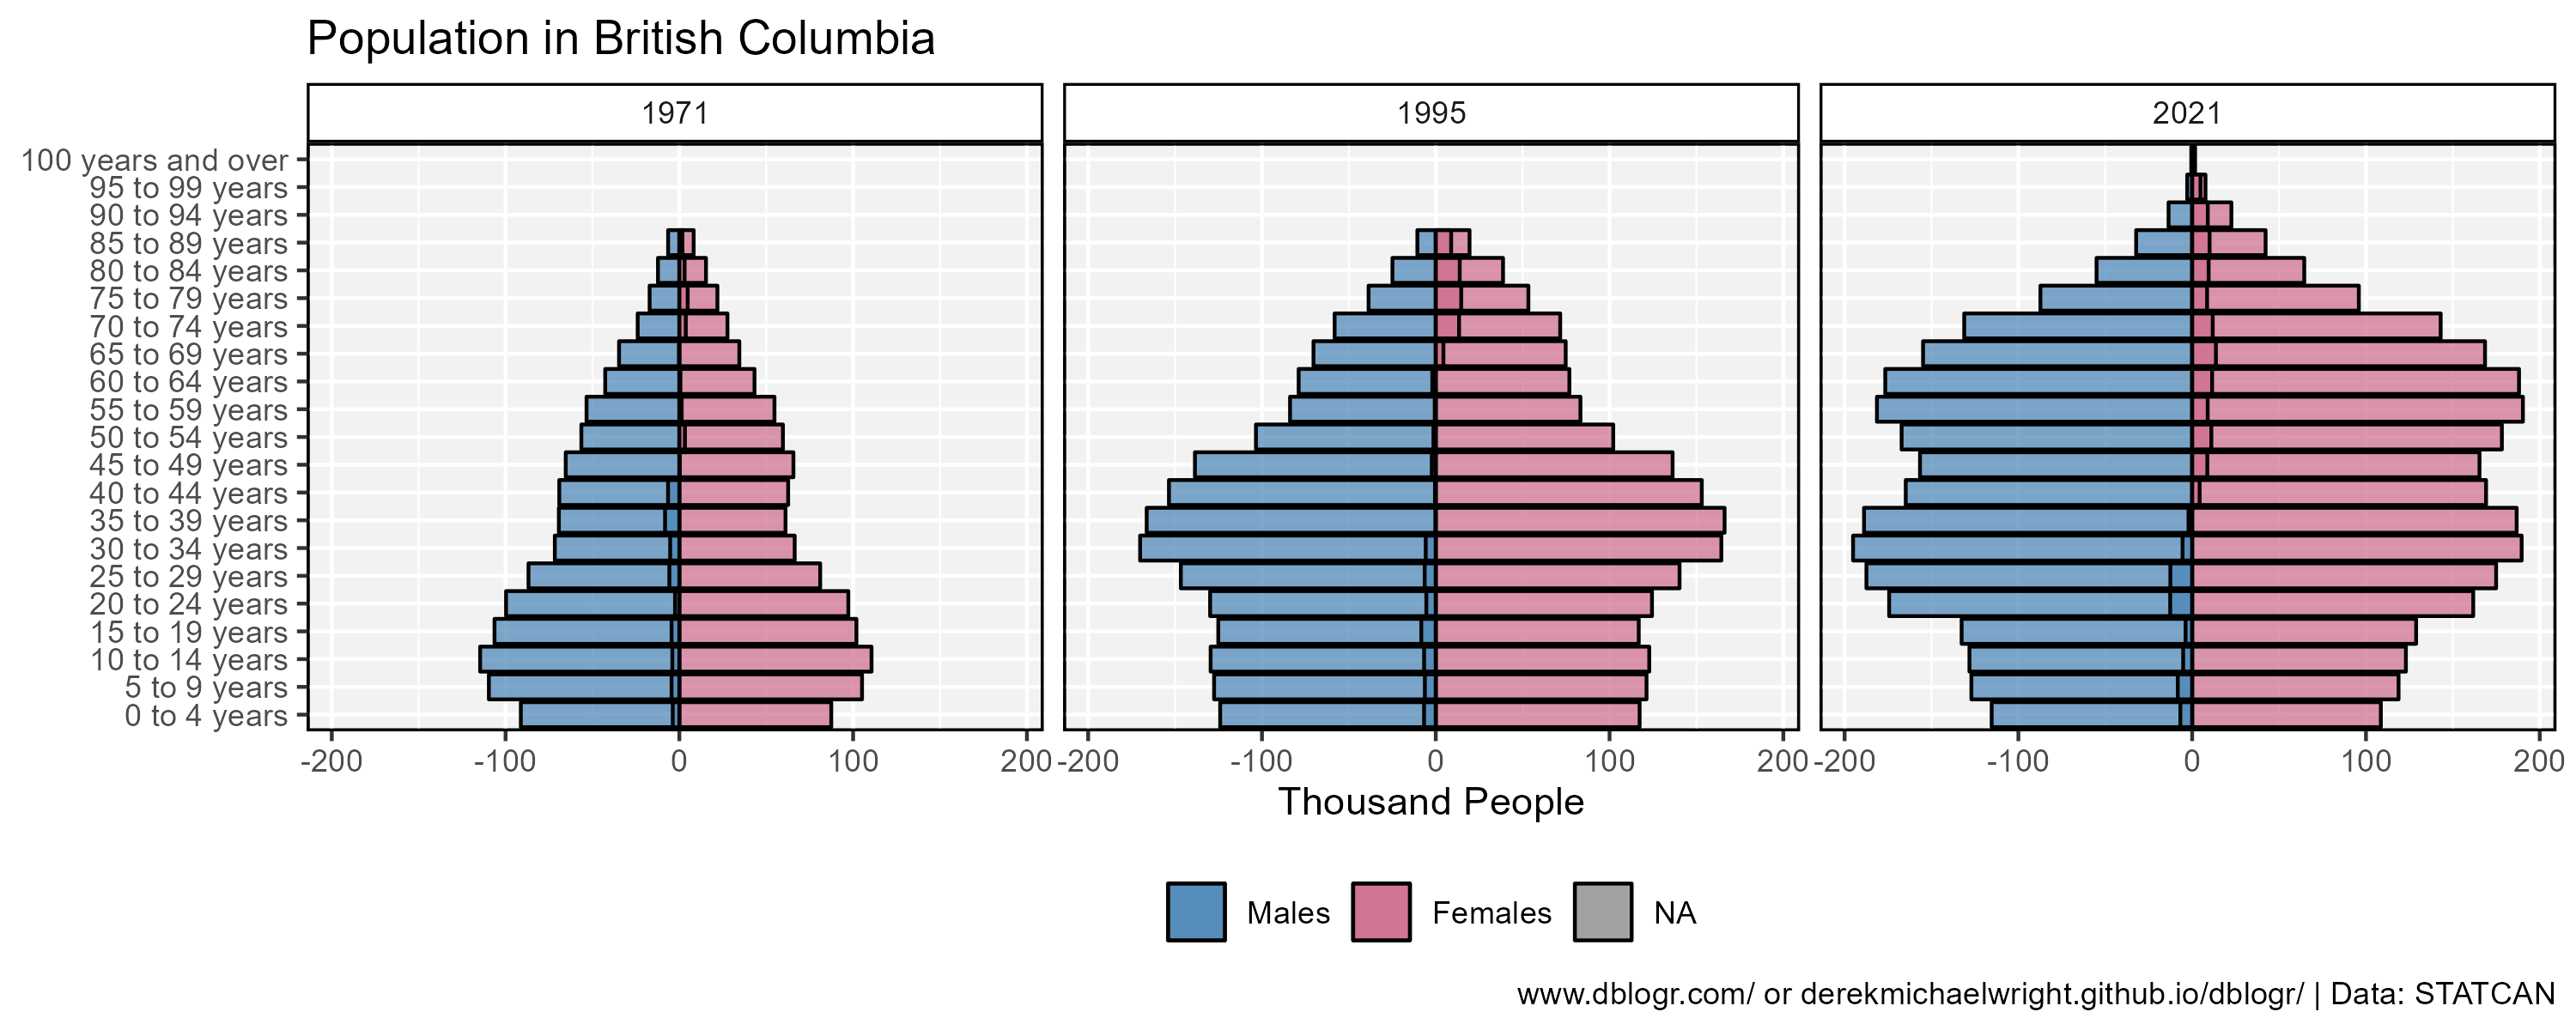 Population in British Columbia
1971
1995
2021
100 years and over
95 to 99 years
90 to 94 years
85 to 89 years
80 to 84 years
75 to 79 years
70 to 74 years
65 to 69 years
60 to 64 years
55 to 59 years
50 to 54 years
45 to 49 years
40 to 44 years
35 to 39 years
30 to 34 years
25 to 29 years
20 to 24 years
15 to 19 years
10 to 14 years
5 to 9 years
0 to 4 years
-200 -100 0 100 200
-200 -100 0 100 200
-200 -100 0 100 200
Thousand People
Males Females NA
www.dblogr.com/ or derekmichaelwright.github.io/dblogr/ | Data: STATCAN